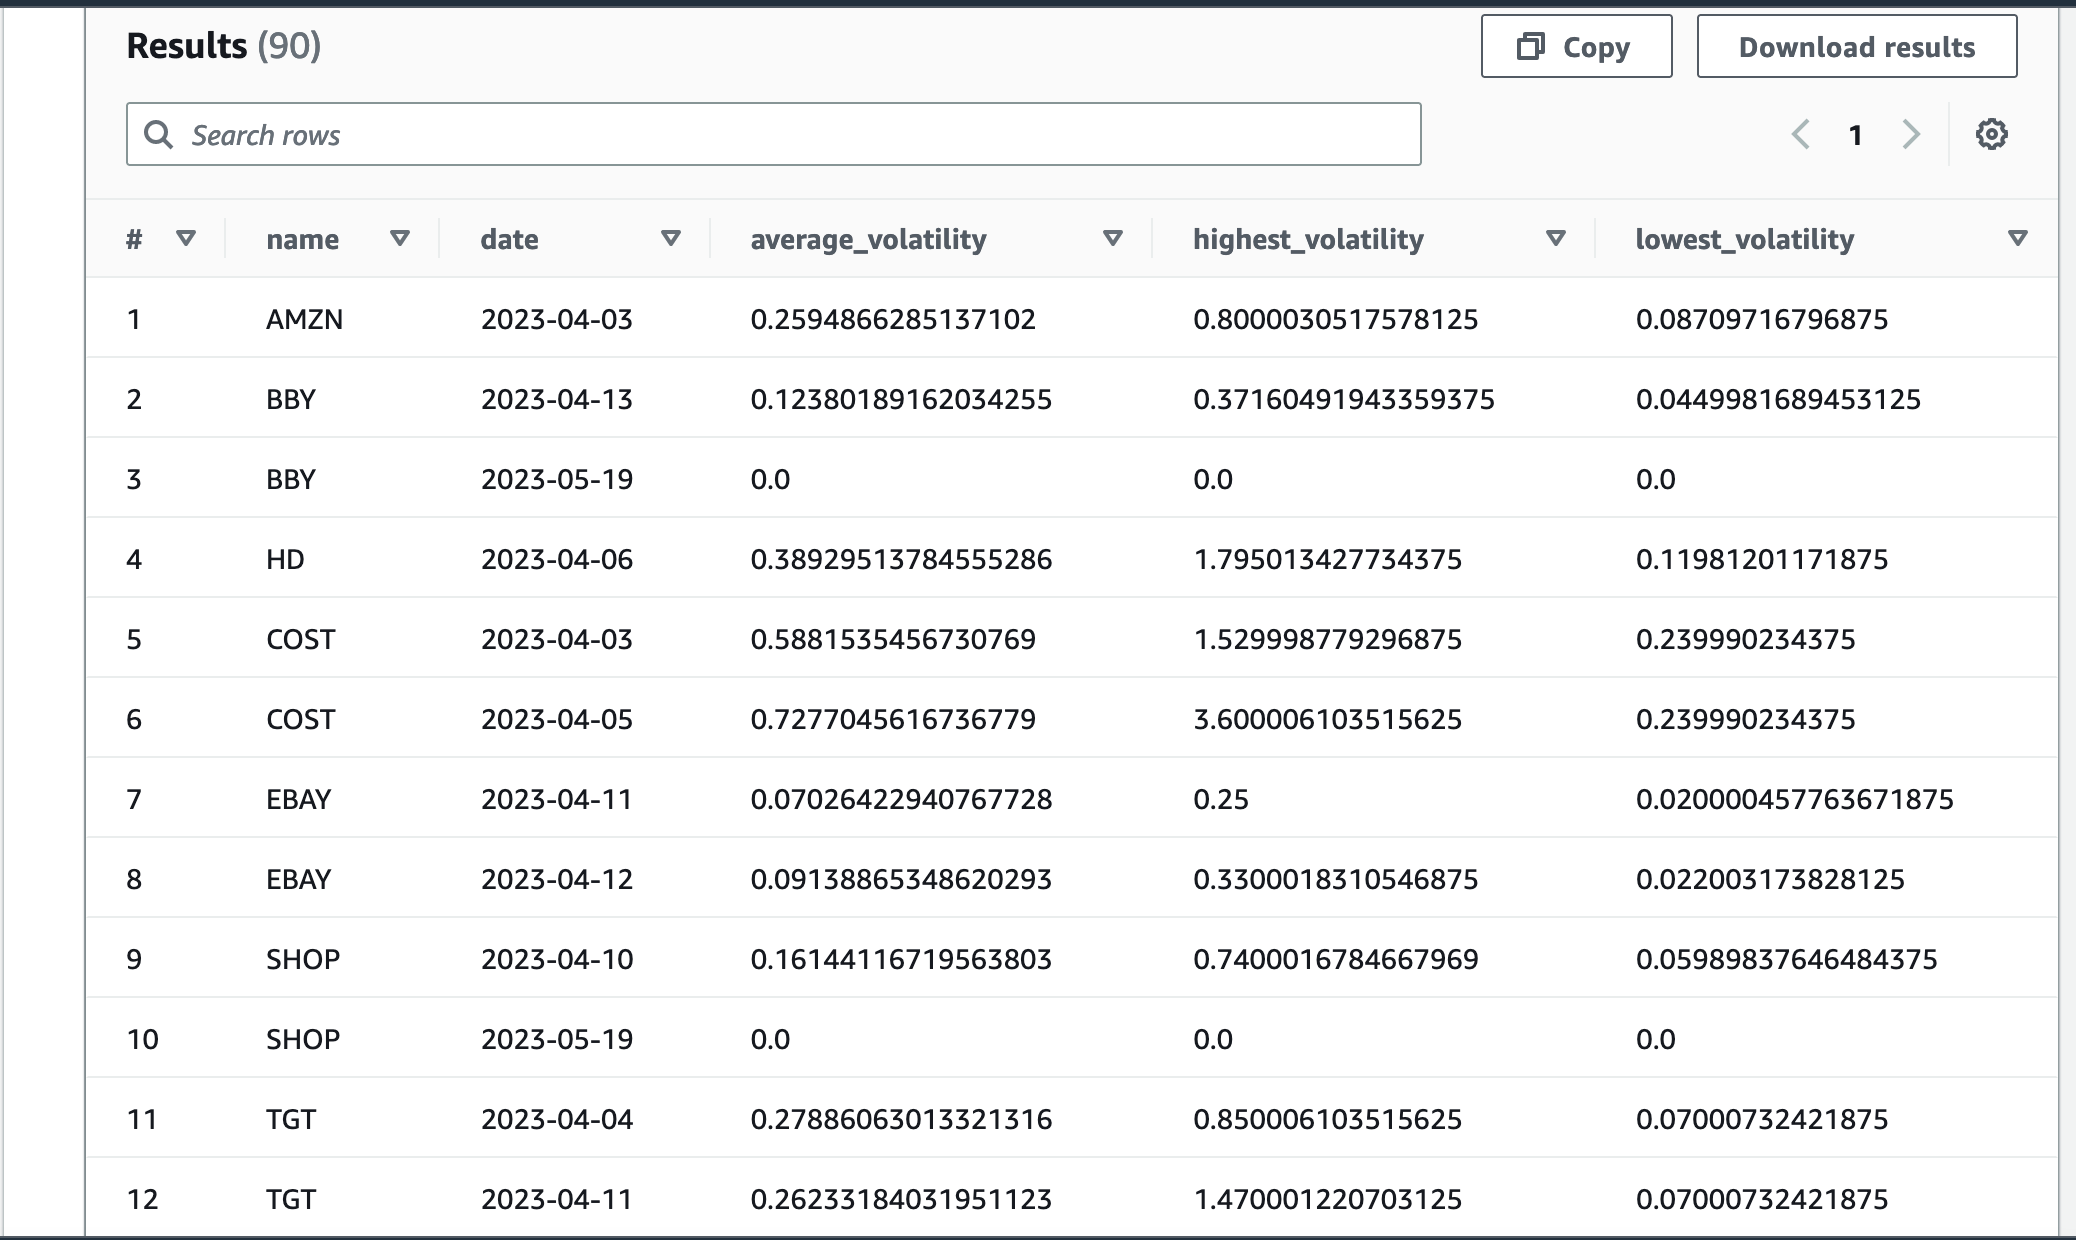 Results (90)
Copy
Download results
Search rows
1
# name date average_volatility highest_volatility lowest_volatility
1 AMZN 2023-04-03 0.2594866285137102 0.8000030517578125 0.08709716796875
2 BBY 2023-04-13 0.12380189162034255 0.37160491943359375 0.0449981689453125
3 BBY 2023-05-19 0.0 0.0 0.0
4 HD 2023-04-06 0.38929513784555286 1.795013427734375 0.11981201171875
5 COST 2023-04-03 0.5881535456730769 1.529998779296875 0.239990234375
6 COST 2023-04-05 0.7277045616736779 3.600006103515625 0.239990234375
7 EBAY 2023-04-11 0.07026422940767728 0.25 0.020000457763671875
8 EBAY 2023-04-12 0.09138865348620293 0.3300018310546875 0.022003173828125
9 SHOP 2023-04-10 0.16144116719563803 0.7400016784667969 0.05989837646484375
10 SHOP 2023-05-19 0.0 0.0 0.0
11 TGT 2023-04-04 0.27886063013321316 0.850006103515625 0.07000732421875
12 TGT 2023-04-11 0.26233184031951123 1.470001220703125 0.07000732421875